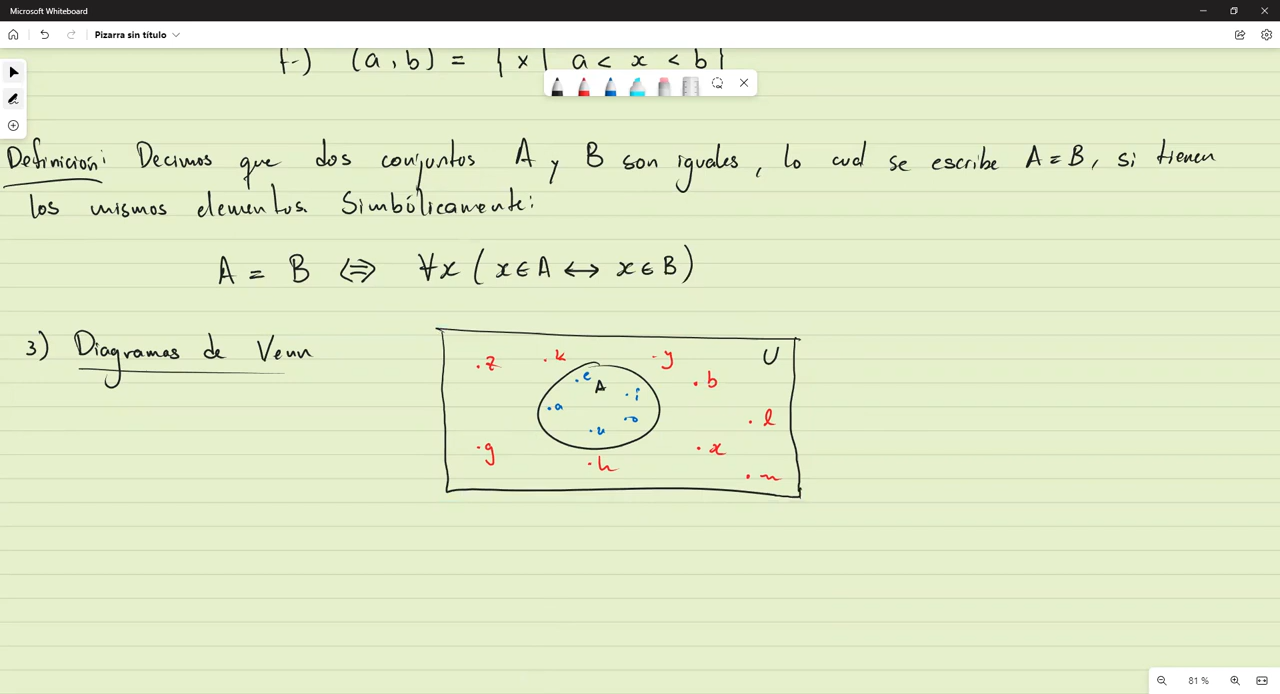 Microsoft Whiteboard
Pizarra sin título
f-) (a, b) = { x | a < x < b }
Definición: Decimos que dos conjuntos A y B son iguales, lo cual se escribe A = B, si tienen
los mismos elementos. Simbólicamente:
A = B ⟺ ∀x ( x ∈ A ↔ x ∈ B )
3) Diagramas de Venn
U
.z
.k
.y
.e
A
.i
.b
.a
.o
.l
.u
.g
.h
.x
.n
81 %